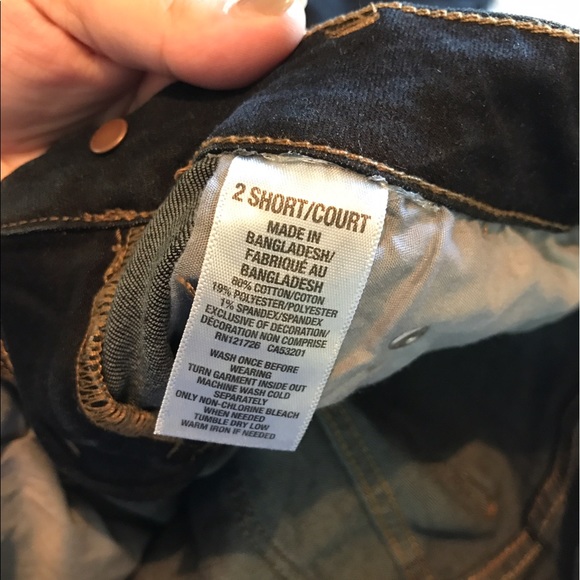 2 SHORT/COURT
MADE IN
BANGLADESH/
FABRIQUÉ AU
BANGLADESH
80% COTTON/COTON
19% POLYESTER/POLYESTER
1% SPANDEX/SPANDEX
EXCLUSIVE OF DECORATION/
DÉCORATION NON COMPRISE
RN121726 CA53201
WASH ONCE BEFORE
WEARING
TURN GARMENT INSIDE OUT
MACHINE WASH COLD
SEPARATELY
ONLY NON-CHLORINE BLEACH
WHEN NEEDED
TUMBLE DRY LOW
WARM IRON IF NEEDED